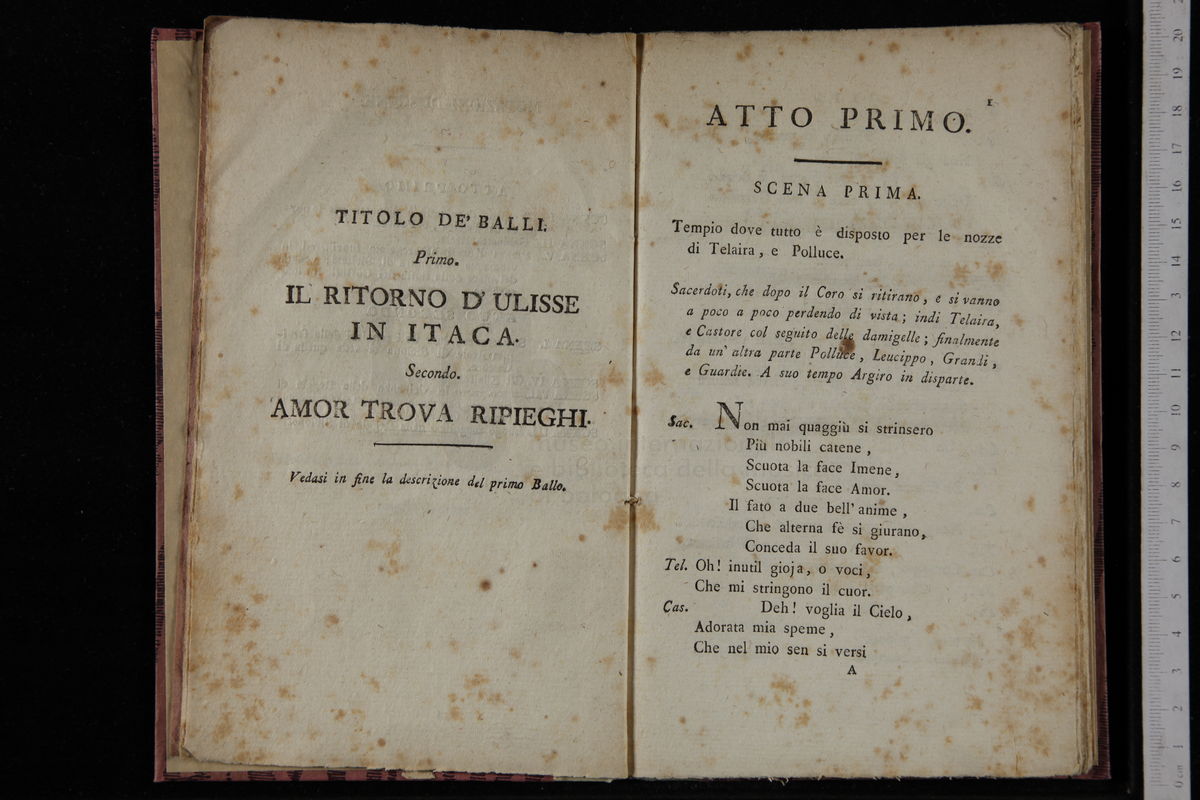 TITOLO DE' BALLI.
Primo.
IL RITORNO D' ULISSE
IN ITACA.
Secondo.
AMOR TROVA RIPIEGHI.
Vedasi in fine la descrizione del primo Ballo.
1
ATTO PRIMO.
SCENA PRIMA.
Tempio dove tutto è disposto per le nozze
di Telaira, e Polluce.
Sacerdoti, che dopo il Coro si ritirano, e si vanno
a poco a poco perdendo di vista; indi Telaira,
e Castore col seguito delle damigelle; finalmente
da un' altra parte Polluce, Leucippo, Grandi,
e Guardie. A suo tempo Argiro in disparte.
Sac. Non mai quaggiù si strinsero
Più nobili catene,
Scuota la face Imene,
Scuota la face Amor.
Il fato a due bell' anime,
Che alterna fè si giurano,
Conceda il suo favor.
Tel. Oh! inutil gioja, o voci,
Che mi stringono il cuor.
Cas. Deh! voglia il Cielo,
Adorata mia speme,
Che nel mio sen si versi
A